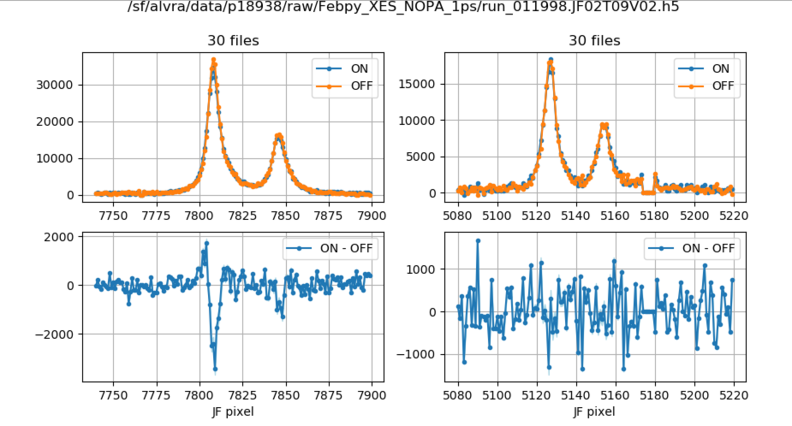 /sf/alvra/data/p18938/raw/Febpy_XES_NOPA_1ps/run_011998.JF02T09V02.h5
30 files
30000
20000
10000
0
ON
OFF
7750 7775 7800 7825 7850 7875 7900
30 files
15000
10000
5000
0
ON
OFF
5080 5100 5120 5140 5160 5180 5200 5220
2000
0
−2000
ON - OFF
7750 7775 7800 7825 7850 7875 7900
JF pixel
1000
0
−1000
ON - OFF
5080 5100 5120 5140 5160 5180 5200 5220
JF pixel